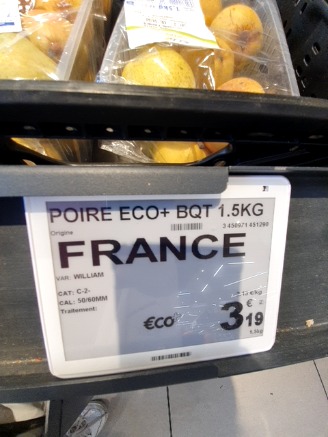 POIRE ECO+ BQT 1.5KG
Origine
FRANCE
VAR: WILLIAM
CAT: C-2-
CAL: 50/60MM
Traitement:
€CO+
3€19